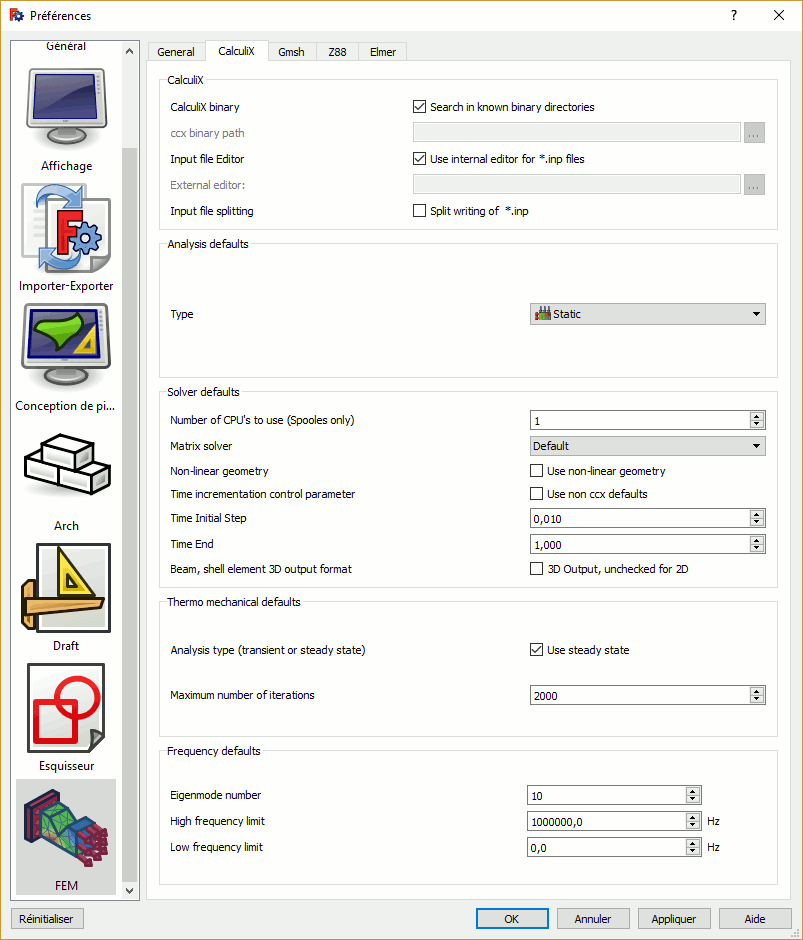 Préférences
?
Général
Affichage
Importer-Exporter
Conception de pi...
Arch
Draft
Esquisseur
FEM
General
CalculiX
Gmsh
Z88
Elmer
CalculiX
CalculiX binary
Search in known binary directories
ccx binary path
...
Input file Editor
Use internal editor for *.inp files
External editor:
...
Input file splitting
Split writing of *.inp
Analysis defaults
Type
Static
Solver defaults
Number of CPU's to use (Spooles only)
1
Matrix solver
Default
Non-linear geometry
Use non-linear geometry
Time incrementation control parameter
Use non ccx defaults
Time Initial Step
0,010
Time End
1,000
Beam, shell element 3D output format
3D Output, unchecked for 2D
Thermo mechanical defaults
Analysis type (transient or steady state)
Use steady state
Maximum number of iterations
2000
Frequency defaults
Eigenmode number
10
High frequency limit
1000000,0
Hz
Low frequency limit
0,0
Hz
Réinitialiser
OK
Annuler
Appliquer
Aide